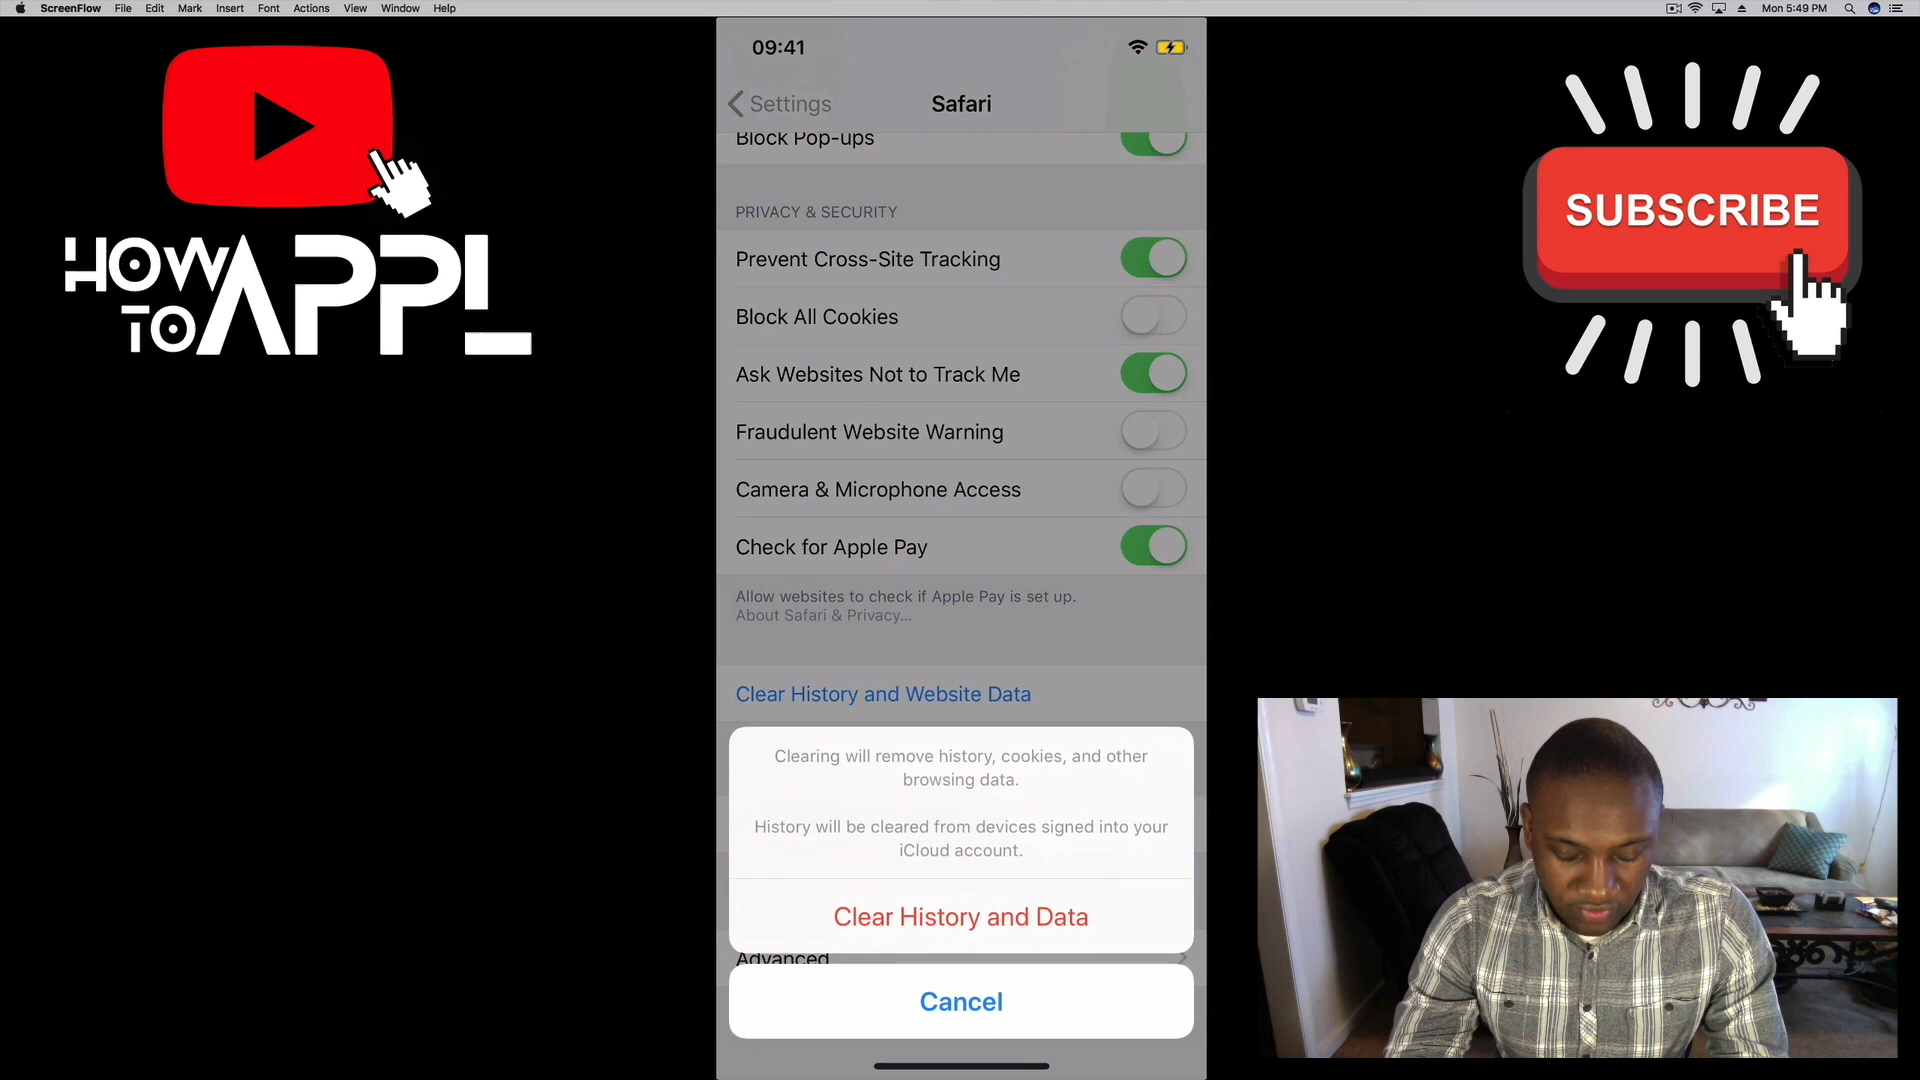 ScreenFlow File Edit Mark Insert Font Actions View Window Help
Mon 5:49 PM
HOW TO APPL
SUBSCRIBE
09:41
Settings
Safari
Block Pop-ups
PRIVACY & SECURITY
Prevent Cross-Site Tracking
Block All Cookies
Ask Websites Not to Track Me
Fraudulent Website Warning
Camera & Microphone Access
Check for Apple Pay
Allow websites to check if Apple Pay is set up.
About Safari & Privacy...
Clear History and Website Data
Clearing will remove history, cookies, and other
browsing data.
History will be cleared from devices signed into your
iCloud account.
Clear History and Data
Advanced
Cancel